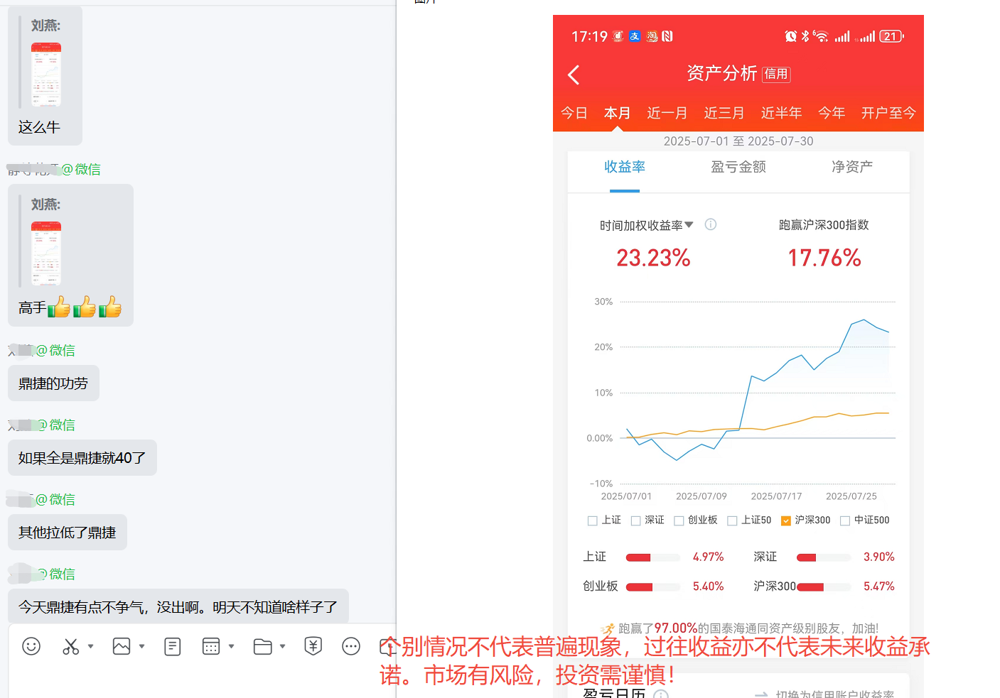 刘燕:
这么牛
@微信
刘燕:
高手
@微信
鼎捷的功劳
@微信
如果全是鼎捷就40了
@微信
其他拉低了鼎捷
@微信
今天鼎捷有点不争气，没出啊。明天不知道啥样子了
17:19
21
资产分析 信用
今日 本月 近一月 近三月 近半年 今年 开户至今
2025-07-01 至 2025-07-30
收益率 盈亏金额 净资产
时间加权收益率 跑赢沪深300指数
23.23% 17.76%
30%
20%
10%
0.00%
-10%
2025/07/01 2025/07/09 2025/07/17 2025/07/25
上证 深证 创业板 上证50 沪深300 中证500
上证 4.97% 深证 3.90%
创业板 5.40% 沪深300 5.47%
跑赢了97.00%的国泰海通同资产级别股友，加油!
个别情况不代表普遍现象，过往收益亦不代表未来收益承
诺。市场有风险，投资需谨慎！
盈亏日历 切换为信用账户收益率